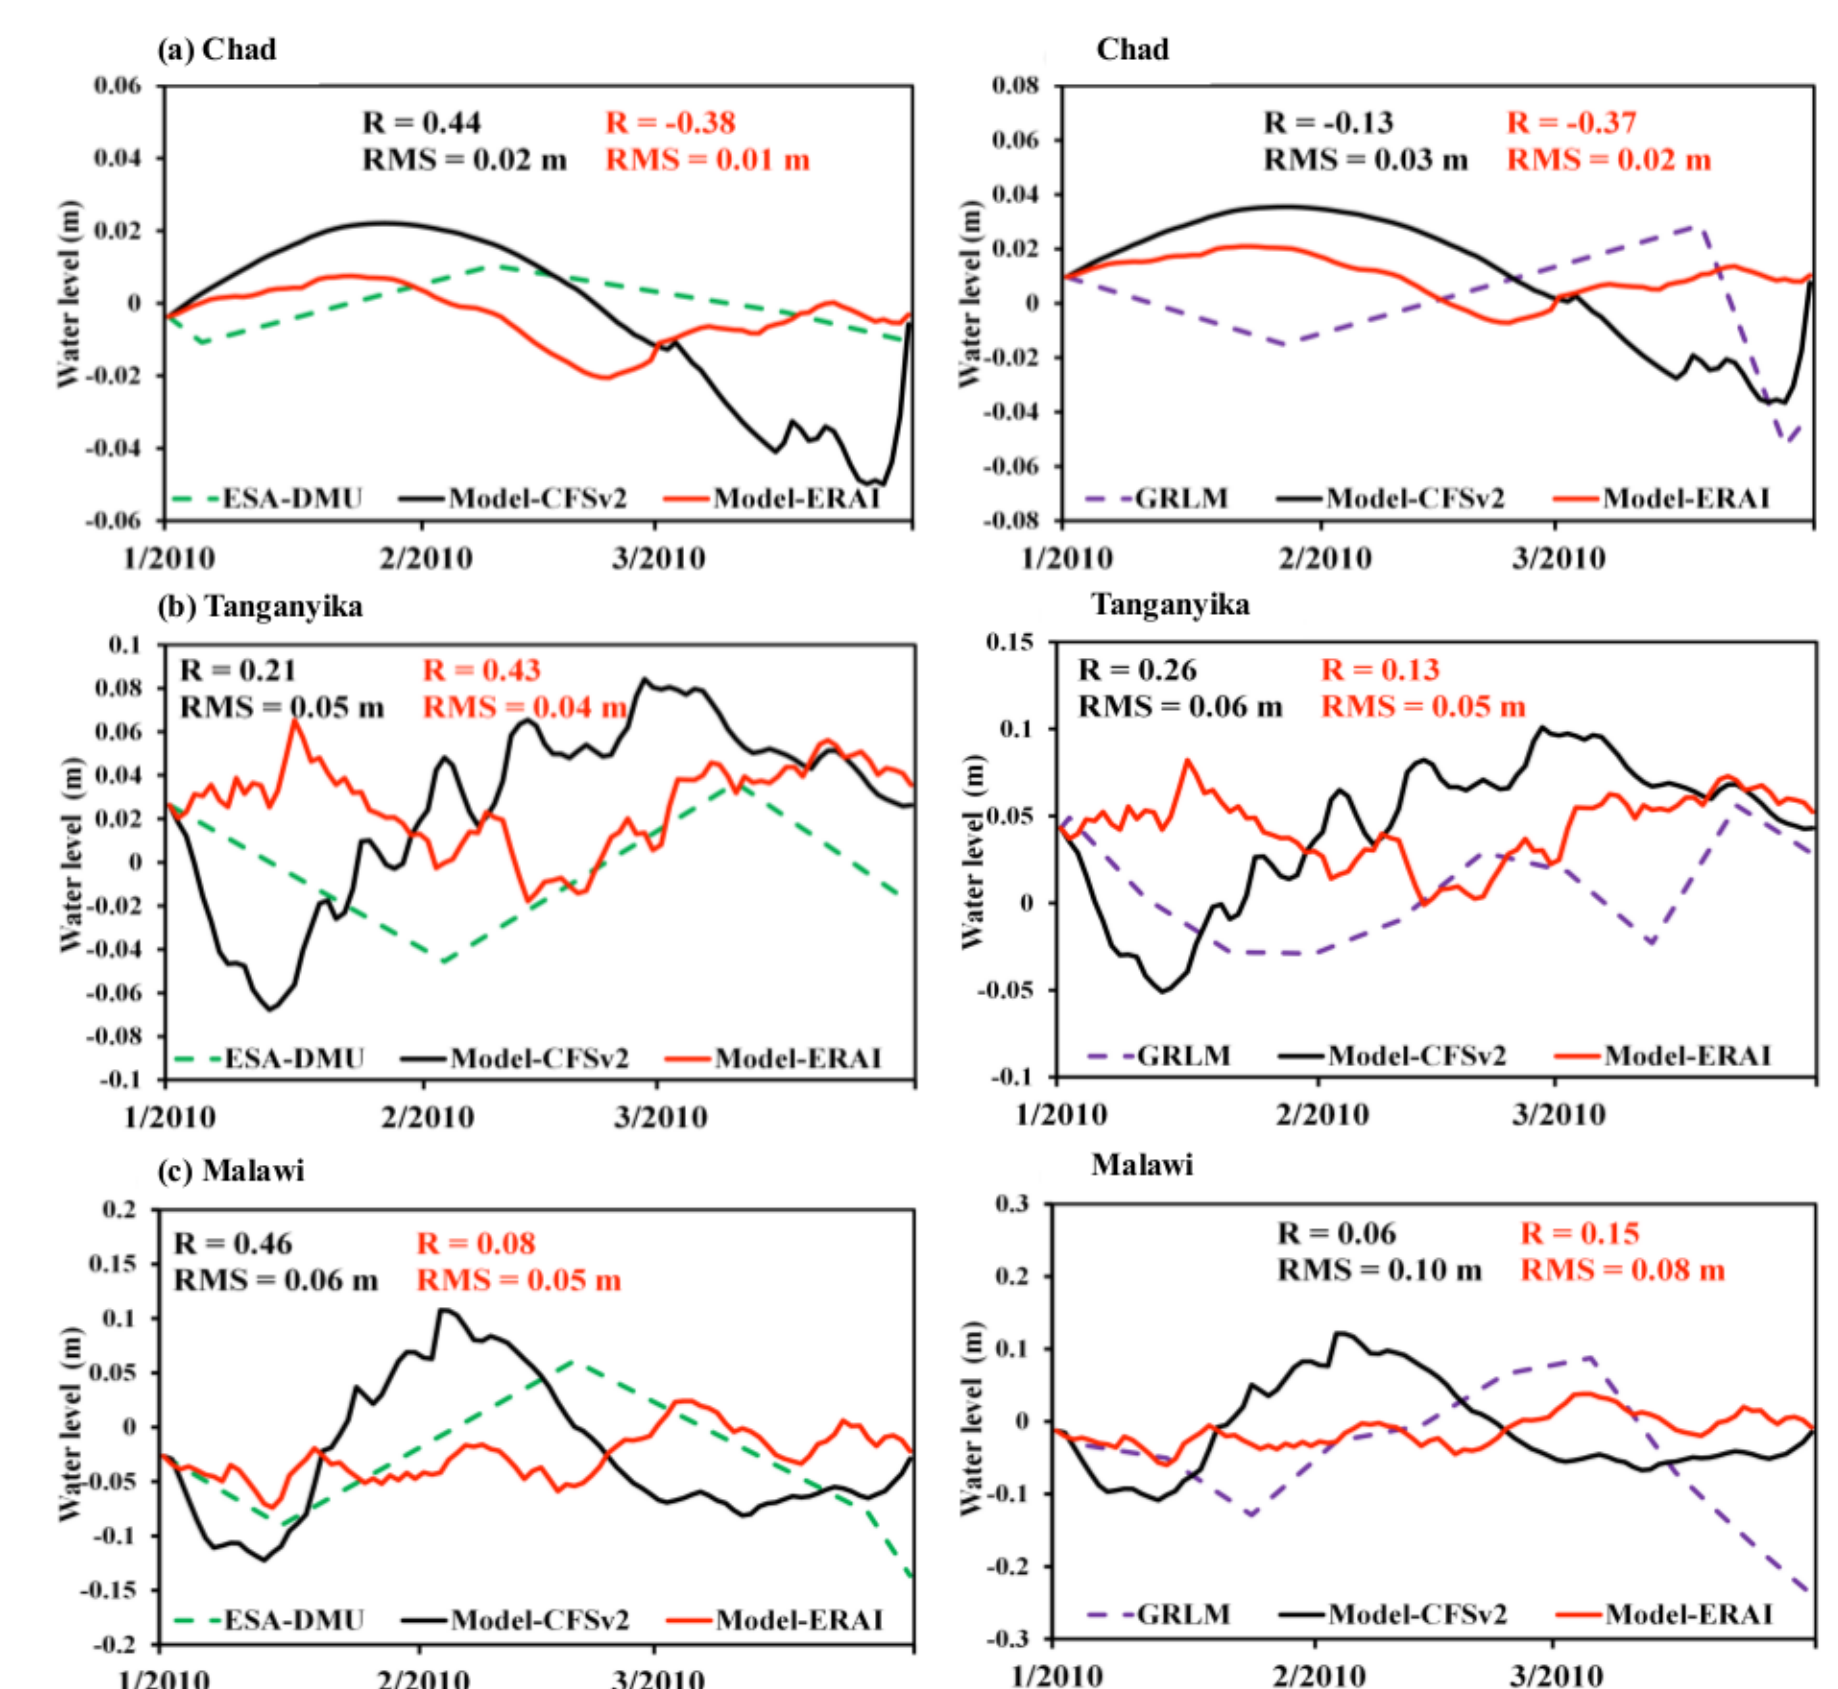 (a) Chad
0.06
0.04
0.02
0
-0.02
-0.04
-0.06
Water level (m)
R = 0.44
RMS = 0.02 m
R = -0.38
RMS = 0.01 m
ESA-DMU
Model-CFSv2
Model-ERAI
1/2010
2/2010
3/2010
Chad
0.08
0.06
0.04
0.02
0
-0.02
-0.04
-0.06
-0.08
Water level (m)
R = -0.13
RMS = 0.03 m
R = -0.37
RMS = 0.02 m
GRLM
Model-CFSv2
Model-ERAI
1/2010
2/2010
3/2010
(b) Tanganyika
0.1
0.08
0.06
0.04
0.02
0
-0.02
-0.04
-0.06
-0.08
-0.1
Water level (m)
R = 0.21
RMS = 0.05 m
R = 0.43
RMS = 0.04 m
ESA-DMU
Model-CFSv2
Model-ERAI
1/2010
2/2010
3/2010
Tanganyika
0.15
0.1
0.05
0
-0.05
-0.1
Water level (m)
R = 0.26
RMS = 0.06 m
R = 0.13
RMS = 0.05 m
GRLM
Model-CFSv2
Model-ERAI
1/2010
2/2010
3/2010
(c) Malawi
0.2
0.15
0.1
0.05
0
-0.05
-0.1
-0.15
-0.2
Water level (m)
R = 0.46
RMS = 0.06 m
R = 0.08
RMS = 0.05 m
ESA-DMU
Model-CFSv2
Model-ERAI
1/2010
2/2010
3/2010
Malawi
0.3
0.2
0.1
0
-0.1
-0.2
-0.3
Water level (m)
R = 0.06
RMS = 0.10 m
R = 0.15
RMS = 0.08 m
GRLM
Model-CFSv2
Model-ERAI
1/2010
2/2010
3/2010